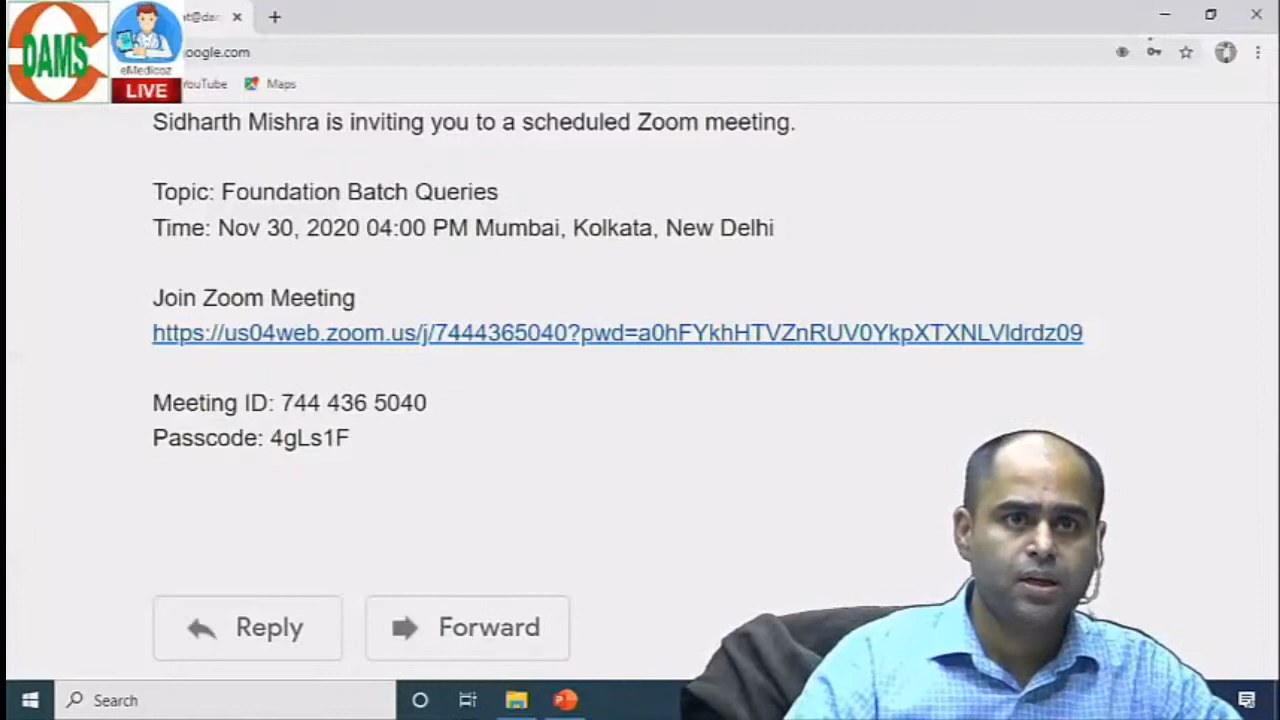 at@da
DAMS
eMedicoz
LIVE
oogle.com
YouTube
Maps
Sidharth Mishra is inviting you to a scheduled Zoom meeting.
Topic: Foundation Batch Queries
Time: Nov 30, 2020 04:00 PM Mumbai, Kolkata, New Delhi
Join Zoom Meeting
https://us04web.zoom.us/j/7444365040?pwd=a0hFYkhHTVZnRUV0YkpXTXNLVldrdz09
Meeting ID: 744 436 5040
Passcode: 4gLs1F
Reply
Forward
Search